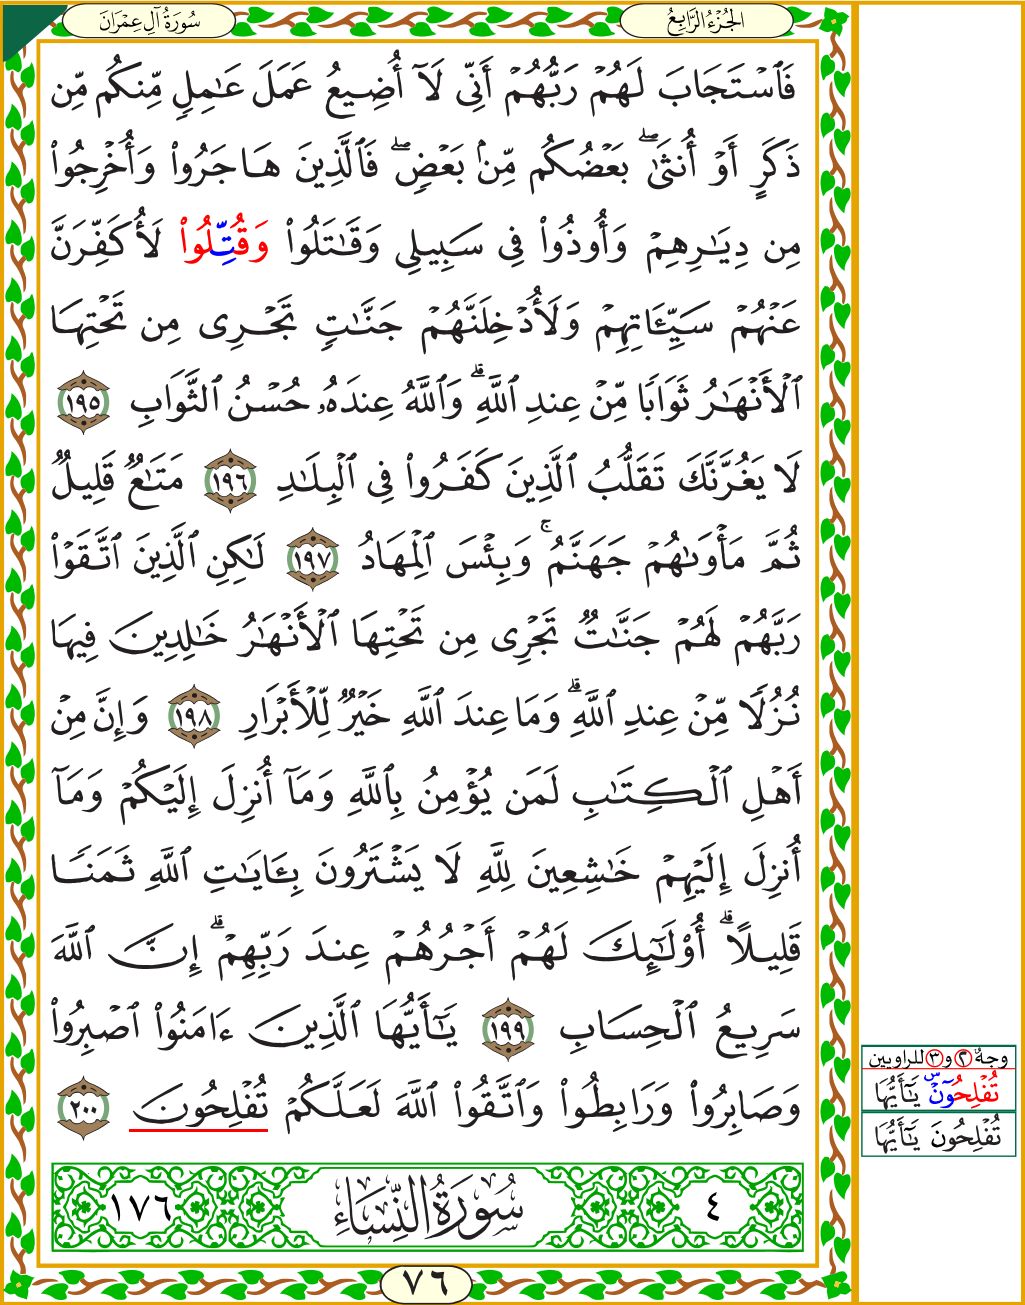 سُورَةُ آلِ عِمْرَان
الجُزْءُ الرَّابِعُ
فَٱسۡتَجَابَ لَهُمۡ رَبُّهُمۡ أَنِّي لَآ أُضِيعُ عَمَلَ عَٰمِلٖ مِّنكُم مِّن
ذَكَرٍ أَوۡ أُنثَىٰۖ بَعۡضُكُم مِّنۢ بَعۡضٖۖ فَٱلَّذِينَ هَاجَرُواْ وَأُخۡرِجُواْ
مِن دِيَٰرِهِمۡ وَأُوذُواْ فِي سَبِيلِي وَقَٰتَلُواْ وَقُتِّلُواْ لَأُكَفِّرَنَّ
عَنۡهُمۡ سَيِّـَٔاتِهِمۡ وَلَأُدۡخِلَنَّهُمۡ جَنَّٰتٖ تَجۡرِي مِن تَحۡتِهَا
ٱلۡأَنۡهَٰرُ ثَوَابٗا مِّنۡ عِندِ ٱللَّهِۚ وَٱللَّهُ عِندَهُۥ حُسۡنُ ٱلثَّوَابِ ١٩٥
لَا يَغُرَّنَّكَ تَقَلُّبُ ٱلَّذِينَ كَفَرُواْ فِي ٱلۡبِلَٰدِ ١٩٦ مَتَٰعٞ قَلِيلٞ
ثُمَّ مَأۡوَىٰهُمۡ جَهَنَّمُۚ وَبِئۡسَ ٱلۡمِهَادُ ١٩٧ لَٰكِنِ ٱلَّذِينَ ٱتَّقَوۡاْ
رَبَّهُمۡ لَهُمۡ جَنَّٰتٞ تَجۡرِي مِن تَحۡتِهَا ٱلۡأَنۡهَٰرُ خَٰلِدِينَ فِيهَا
نُزُلٗا مِّنۡ عِندِ ٱللَّهِۗ وَمَا عِندَ ٱللَّهِ خَيۡرٞ لِّلۡأَبۡرَارِ ١٩٨ وَإِنَّ مِنۡ
أَهۡلِ ٱلۡكِتَٰبِ لَمَن يُؤۡمِنُ بِٱللَّهِ وَمَآ أُنزِلَ إِلَيۡكُمۡ وَمَآ
أُنزِلَ إِلَيۡهِمۡ خَٰشِعِينَ لِلَّهِ لَا يَشۡتَرُونَ بِـَٔايَٰتِ ٱللَّهِ ثَمَنٗا
قَلِيلًاۚ أُوْلَٰٓئِكَ لَهُمۡ أَجۡرُهُمۡ عِندَ رَبِّهِمۡۗ إِنَّ ٱللَّهَ
سَرِيعُ ٱلۡحِسَابِ ١٩٩ يَٰٓأَيُّهَا ٱلَّذِينَ ءَامَنُواْ ٱصۡبِرُواْ
وَصَابِرُواْ وَرَابِطُواْ وَٱتَّقُواْ ٱللَّهَ لَعَلَّكُمۡ تُفۡلِحُونَ ٢٠٠
وجهٌ ٢ و ٣ للراويين
تُفۡلِحُونَۜ يَٰٓأَيُّهَا
تُفۡلِحُونَ يَٰٓأَيُّهَا
٤ سُورَةُ النِّسَاءِ ١٧٦
٧٦